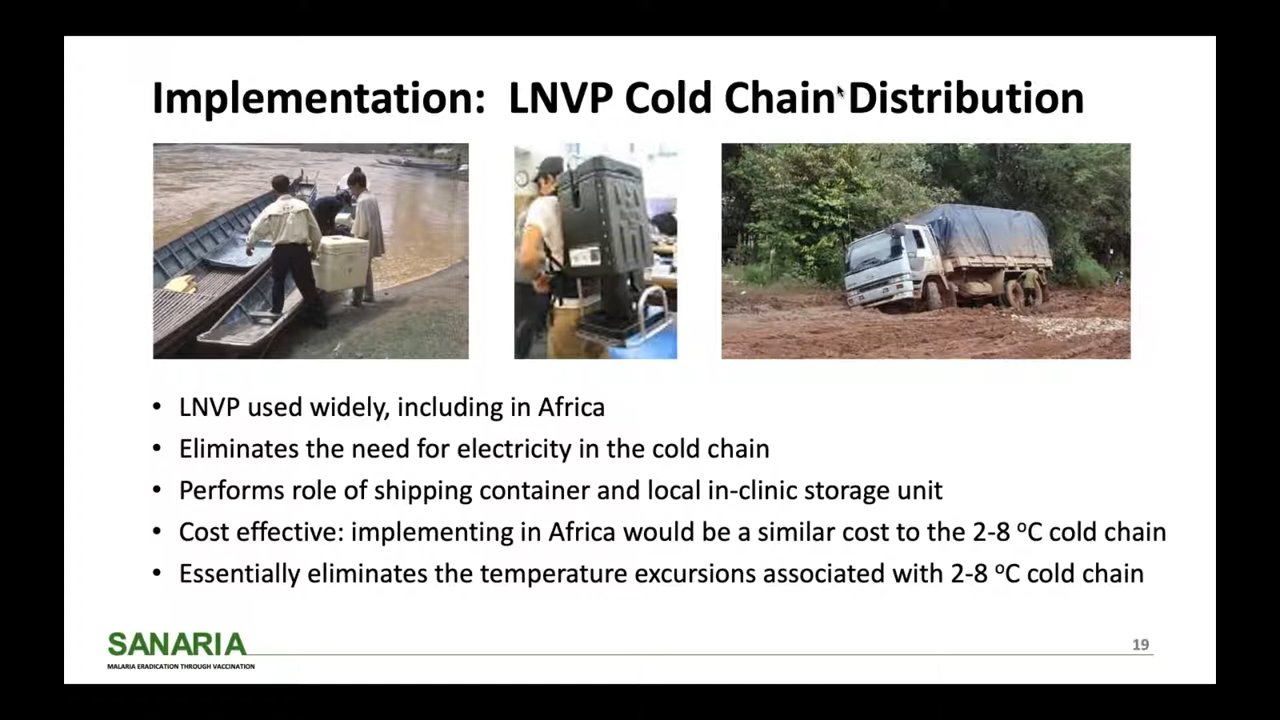 Implementation: LNVP Cold Chain Distribution
• LNVP used widely, including in Africa
• Eliminates the need for electricity in the cold chain
• Performs role of shipping container and local in-clinic storage unit
• Cost effective: implementing in Africa would be a similar cost to the 2-8 ºC cold chain
• Essentially eliminates the temperature excursions associated with 2-8 ºC cold chain
SANARIA
MALARIA ERADICATION THROUGH VACCINATION
19